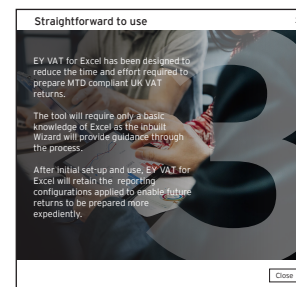 Straightforward to use
EY VAT for Excel has been designed to
reduce the time and effort required to
prepare MTD compliant UK VAT
returns.
The tool will require only a basic
knowledge of Excel as the inbuilt
Wizard will provide guidance through
the process.
After initial set-up and use, EY VAT for
Excel will retain the reporting
configurations applied to enable future
returns to be prepared more
expediently.
3
Close